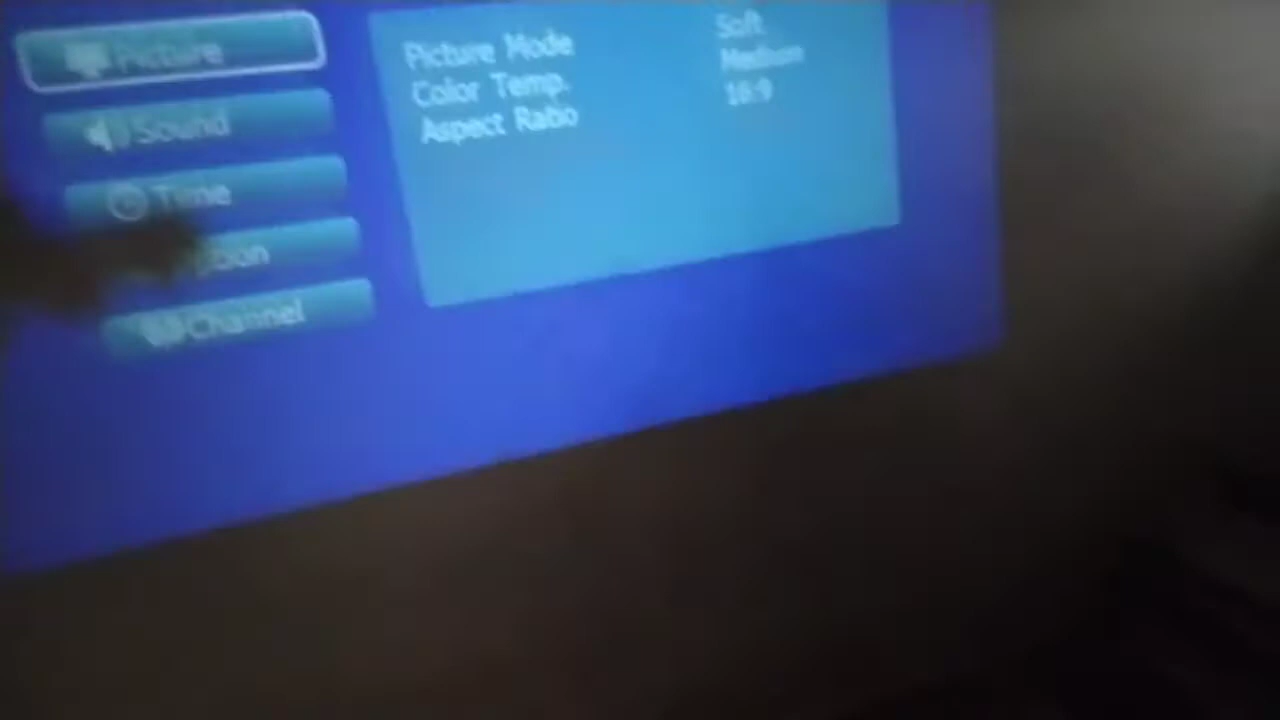 Picture
Sound
Time
Channel
Picture Mode Soft
Color Temp. Medium
Aspect Ratio 16:9